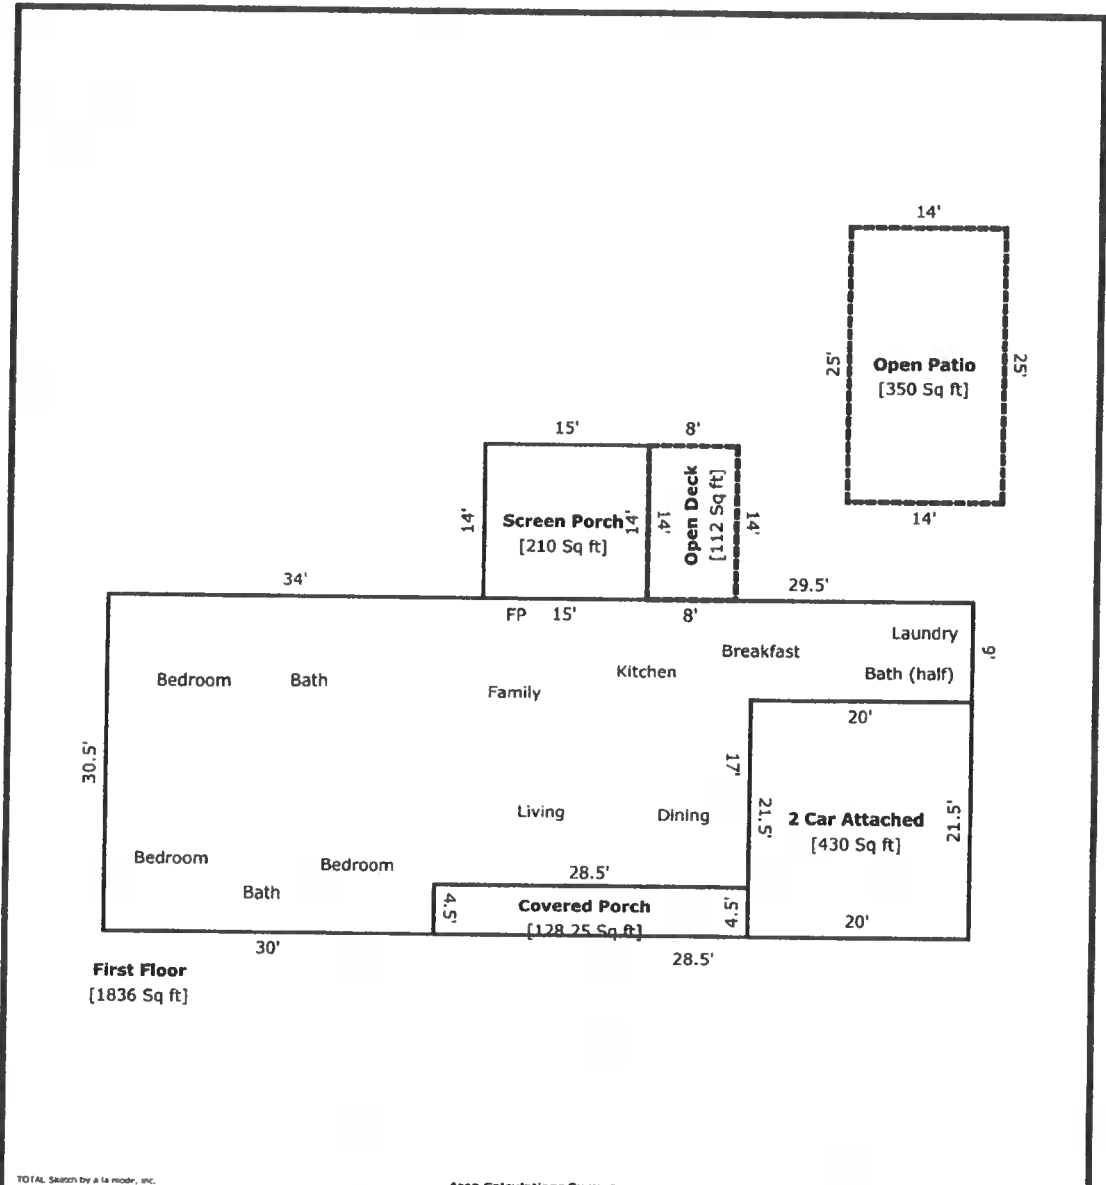 14'
25'
Open Patio
[350 Sq ft]
25'
14'
15'
8'
14'
Screen Porch
[210 Sq ft]
14'
14'
Open Deck
[112 Sq ft]
14'
34'
29.5'
FP 15'
8'
Laundry
9'
Breakfast
Bath (half)
Kitchen
Bedroom
Bath
Family
20'
30.5'
17'
21.5'
2 Car Attached
[430 Sq ft]
21.5'
Living
Dining
Bedroom
Bedroom
28.5'
Bath
4.5'
Covered Porch
[128.25 Sq ft]
4.5'
20'
30'
28.5'
First Floor
[1836 Sq ft]
TOTAL Sketch by a la mode, inc.